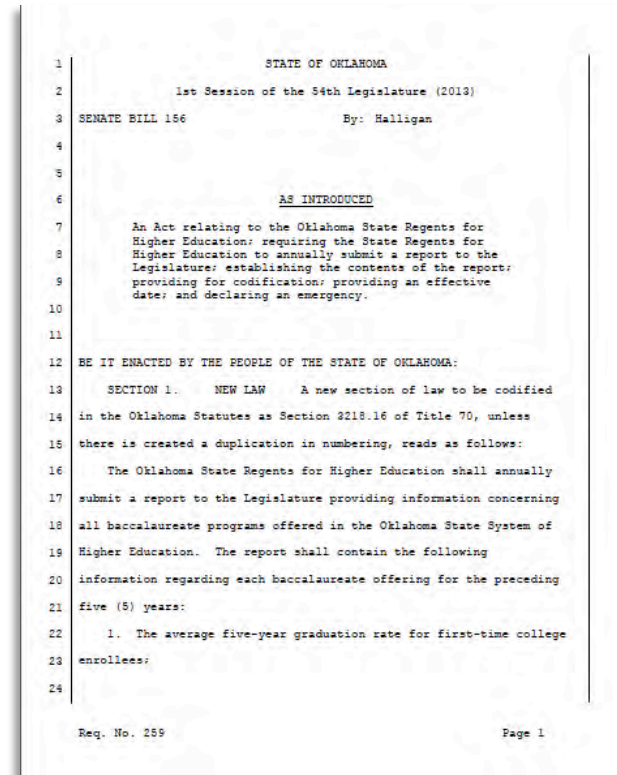 1 STATE OF OKLAHOMA
2 1st Session of the 54th Legislature (2013)
3 SENATE BILL 156 By: Halligan
4
5
6 AS INTRODUCED
7 An Act relating to the Oklahoma State Regents for
Higher Education; requiring the State Regents for
8 Higher Education to annually submit a report to the
Legislature; establishing the contents of the report;
9 providing for codification; providing an effective
date; and declaring an emergency.
10
11
12 BE IT ENACTED BY THE PEOPLE OF THE STATE OF OKLAHOMA:
13 SECTION 1. NEW LAW A new section of law to be codified
14 in the Oklahoma Statutes as Section 3218.16 of Title 70, unless
15 there is created a duplication in numbering, reads as follows:
16 The Oklahoma State Regents for Higher Education shall annually
17 submit a report to the Legislature providing information concerning
18 all baccalaureate programs offered in the Oklahoma State System of
19 Higher Education. The report shall contain the following
20 information regarding each baccalaureate offering for the preceding
21 five (5) years:
22 1. The average five-year graduation rate for first-time college
23 enrollees;
24
Req. No. 259 Page 1